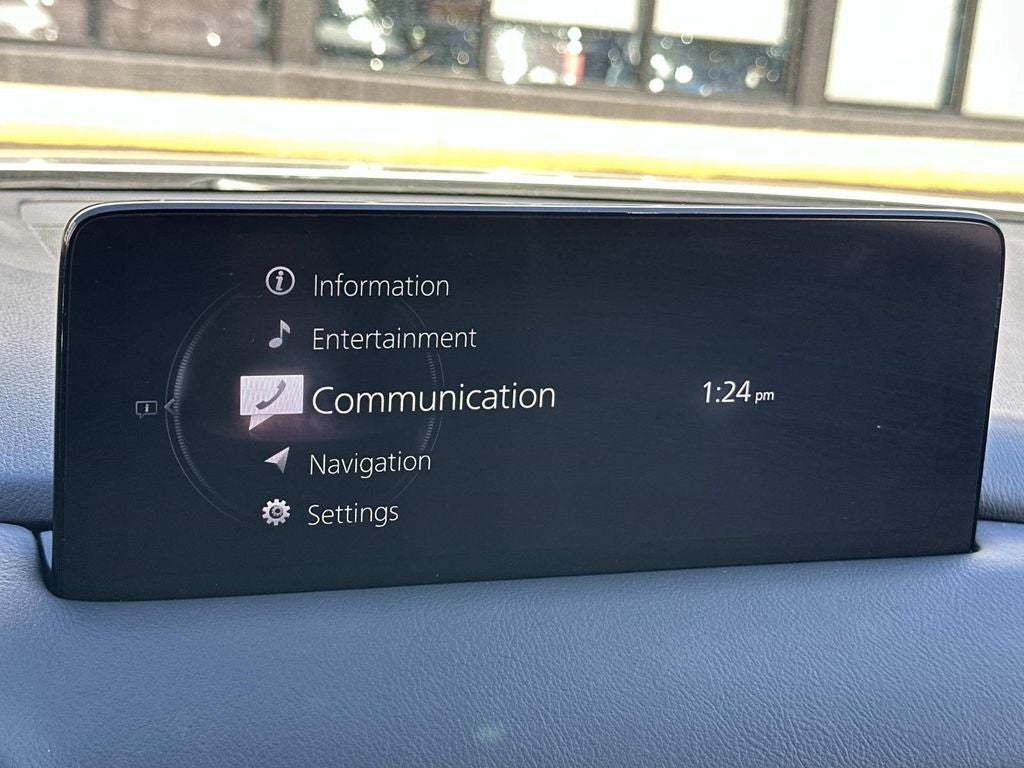 Information
Entertainment
Communication
1:24 pm
Navigation
Settings